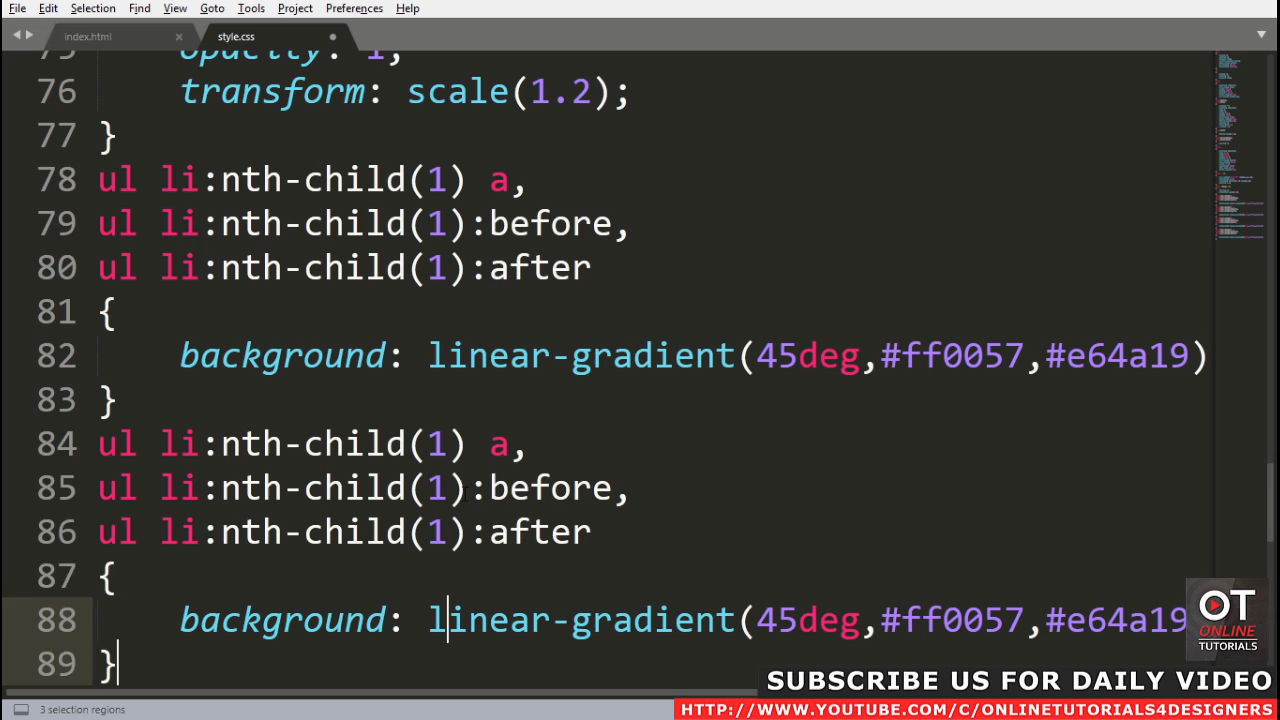 File Edit Selection Find View Goto Tools Project Preferences Help
index.html style.css
75 opacity: 1;
76 transform: scale(1.2);
77 }
78 ul li:nth-child(1) a,
79 ul li:nth-child(1):before,
80 ul li:nth-child(1):after
81 {
82 background: linear-gradient(45deg,#ff0057,#e64a19)
83 }
84 ul li:nth-child(1) a,
85 ul li:nth-child(1):before,
86 ul li:nth-child(1):after
87 {
88 background: linear-gradient(45deg,#ff0057,#e64a19
89 }
OT
ONLINE
TUTORIALS
SUBSCRIBE US FOR DAILY VIDEO
3 selection regions
HTTP://WWW.YOUTUBE.COM/C/ONLINETUTORIALS4DESIGNERS